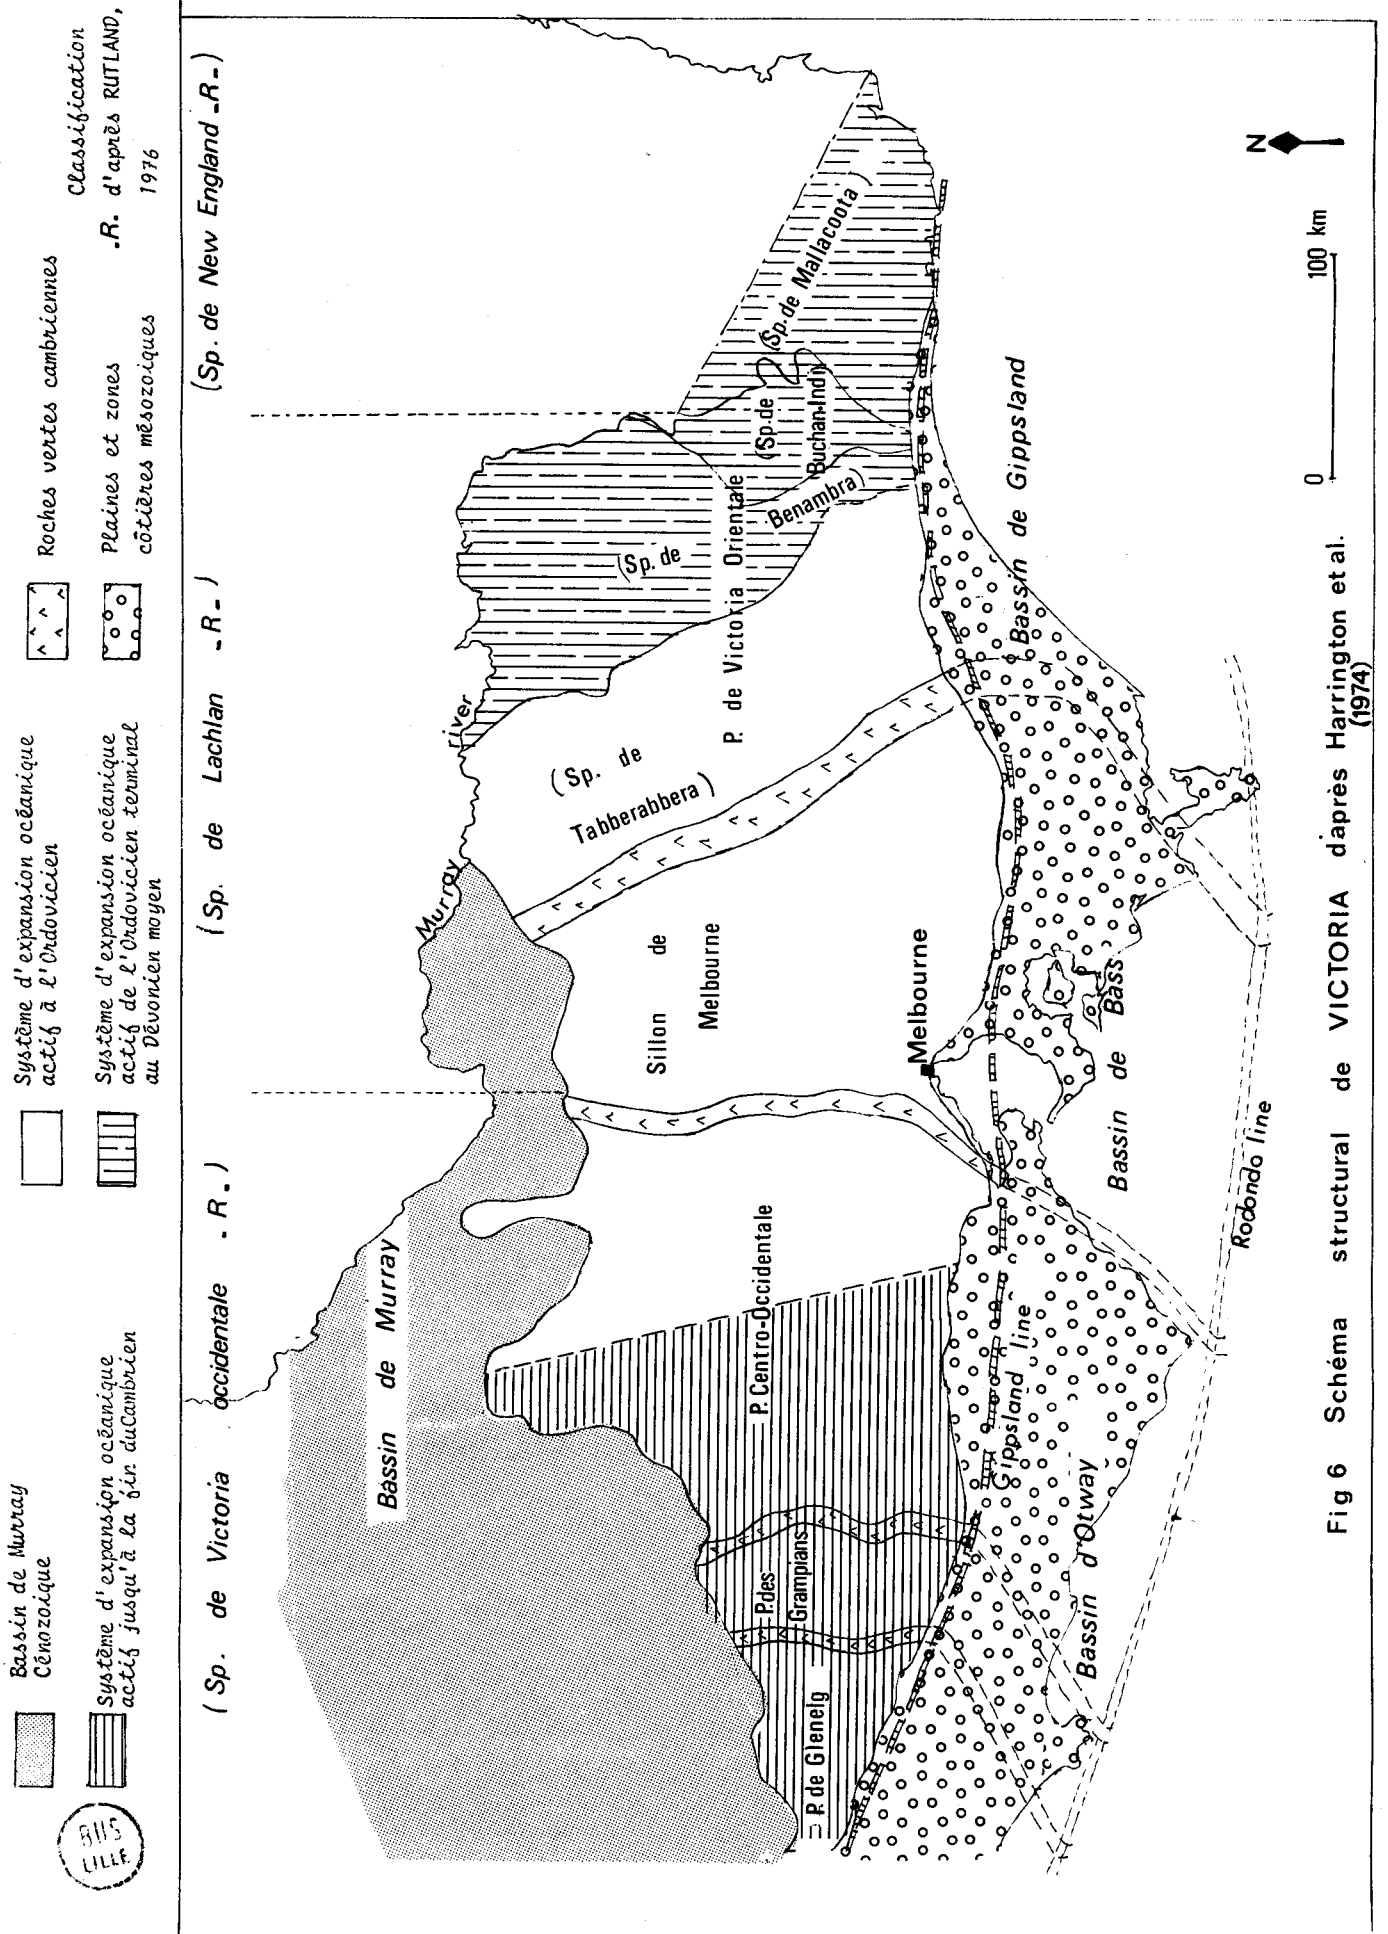 Bassin de Murray
Cénozoïque
Système d'expansion océanique
actif à l'Ordovicien
Roches vertes cambriennes
Classification
.R. d'après RUTLAND,
1976
Système d'expansion océanique
actif jusqu'à la fin duCambrien
Système d'expansion océanique
actif de l'Ordovicien terminal
au Dévonien moyen
Plaines et zones
côtières mésozoïques
BUS
LILLE
(Sp. de Victoria occidentale .R.)
(Sp. de Lachlan .R.)
(Sp. de New England .R.)
Bassin de Murray
Murray
river
(Sp. de
Tabberabbera)
(Sp. de
Benambra)
P. de Victoria Orientale
(Sp. de
Buchan-Indi)
(Sp. de Mallacoota)
Sillon de
Melbourne
P. Centro-Occidentale
P. des
Grampians
P. de Glenelg
Melbourne
Gippsland line
Bassin de Gippsland
Bassin de Bass
Bassin d'Otway
Rodondo line
N
0 100 km
Fig 6 Schéma structural de VICTORIA d'après Harrington et al.
(1974)